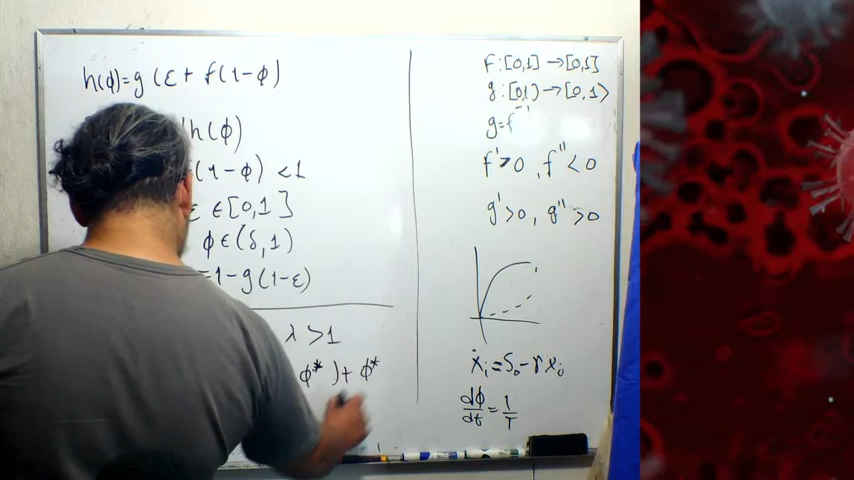 h(φ)=g(ε+f(1-φ)
h(φ)
(1-φ) <1
ε ∈[0,1]
φ∈(δ,1)
=1-g(1-ε)
λ >1
φ* )+ φ*
f:[0,1]→[0,1]
g:[0,1)→[0,1)
g=f⁻¹
f'>0, f''<0
g'>0, g''>0
ẋᵢ=S₀-γxᵢ
dφ/dt=1/T